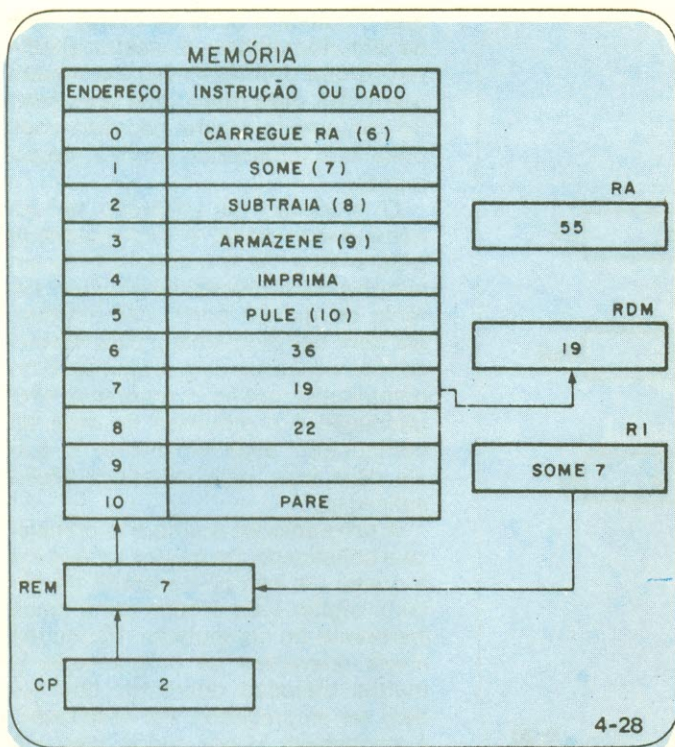 MEMÓRIA
ENDEREÇO INSTRUÇÃO OU DADO
0 CARREGUE RA (6)
1 SOME (7)
2 SUBTRAIA (8)
3 ARMAZENE (9)
4 IMPRIMA
5 PULE (10)
6 36
7 19
8 22
9
10 PARE
RA
55
RDM
19
RI
SOME 7
REM 7
CP 2
4-28